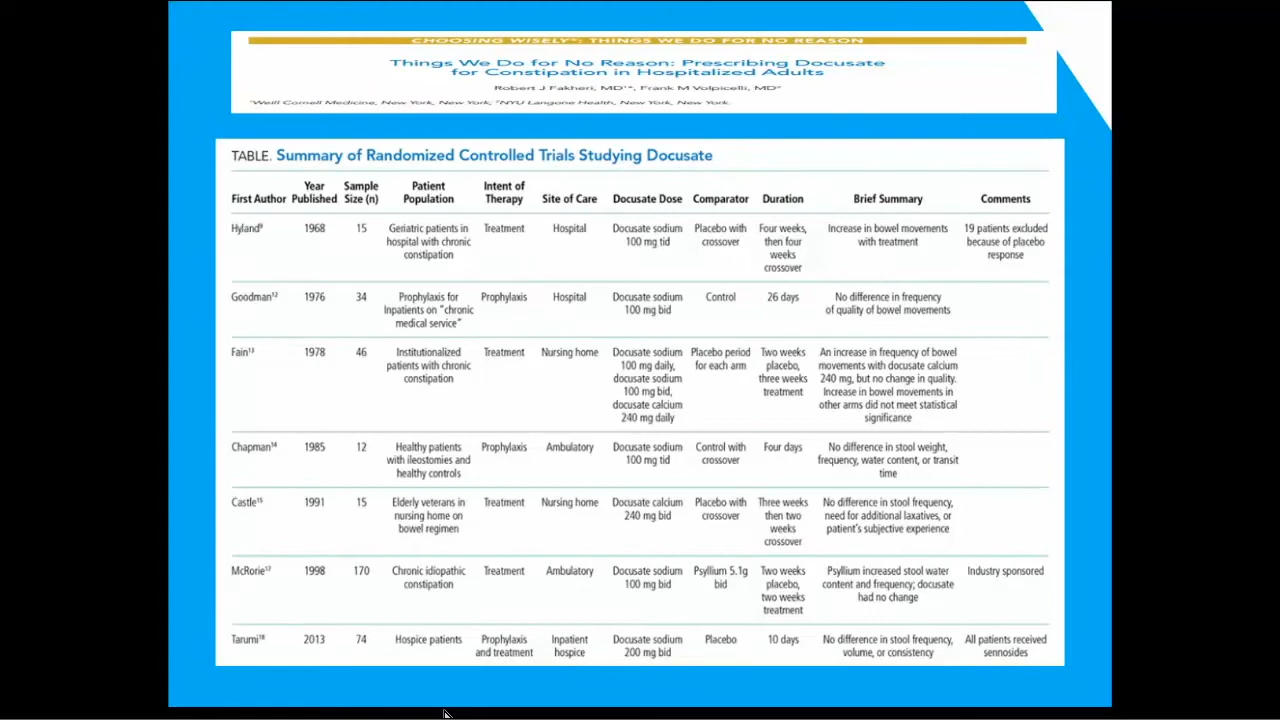 CHOOSING WISELY®: THINGS WE DO FOR NO REASON
Things We Do for No Reason: Prescribing Docusate
for Constipation in Hospitalized Adults
Robert J Fakheri, MD¹*, Frank M Volpicelli, MD²
¹Weill Cornell Medicine, New York, New York; ²NYU Langone Health, New York, New York.
TABLE. Summary of Randomized Controlled Trials Studying Docusate
First Author Year Published Sample Size (n) Patient Population Intent of Therapy Site of Care Docusate Dose Comparator Duration Brief Summary Comments
Hyland⁹ 1968 15 Geriatric patients in hospital with chronic constipation Treatment Hospital Docusate sodium 100 mg tid Placebo with crossover Four weeks, then four weeks crossover Increase in bowel movements with treatment 19 patients excluded because of placebo response
Goodman¹² 1976 34 Prophylaxis for Inpatients on "chronic medical service" Prophylaxis Hospital Docusate sodium 100 mg bid Control 26 days No difference in frequency of quality of bowel movements
Fain¹³ 1978 46 Institutionalized patients with chronic constipation Treatment Nursing home Docusate sodium 100 mg daily, docusate sodium 100 mg bid, docusate calcium 240 mg daily Placebo period for each arm Two weeks placebo, three weeks treatment An increase in frequency of bowel movements with docusate calcium 240 mg, but no change in quality. Increase in bowel movements in other arms did not meet statistical significance
Chapman¹⁴ 1985 12 Healthy patients with ileostomies and healthy controls Prophylaxis Ambulatory Docusate sodium 100 mg tid Control with crossover Four days No difference in stool weight, frequency, water content, or transit time
Castle¹⁵ 1991 15 Elderly veterans in nursing home on bowel regimen Treatment Nursing home Docusate calcium 240 mg bid Placebo with crossover Three weeks then two weeks crossover No difference in stool frequency, need for additional laxatives, or patient's subjective experience
McRorie¹⁷ 1998 170 Chronic idiopathic constipation Treatment Ambulatory Docusate sodium 100 mg bid Psyllium 5.1g bid Two weeks placebo, two weeks treatment Psyllium increased stool water content and frequency; docusate had no change Industry sponsored
Tarumi¹⁸ 2013 74 Hospice patients Prophylaxis and treatment Inpatient hospice Docusate sodium 200 mg bid Placebo 10 days No difference in stool frequency, volume, or consistency All patients received sennosides